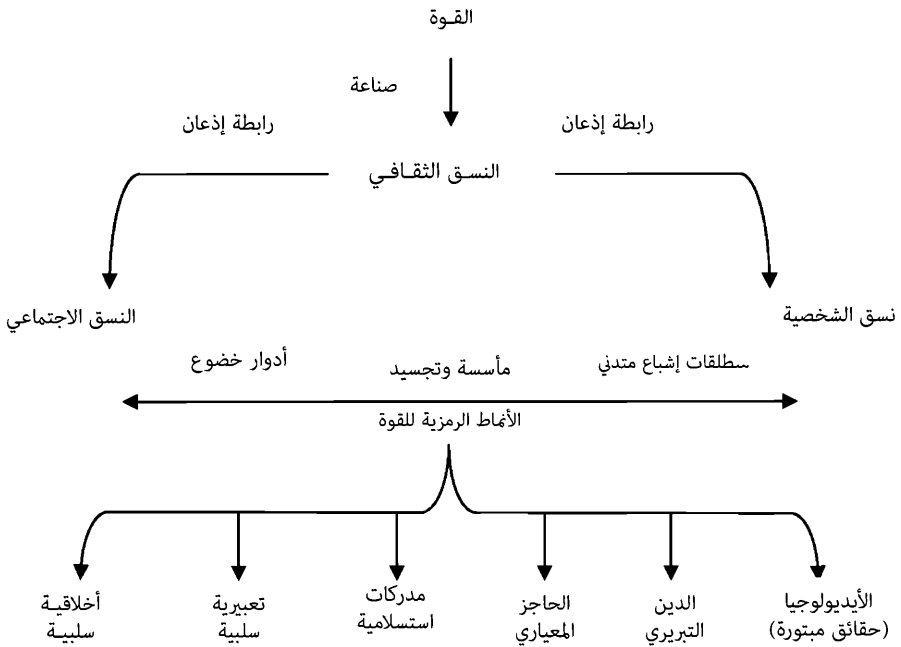 القـوة
صناعة
رابطة إذعان
رابطة إذعان
النسـق الثقـافـي
نسق الشخصية
النسق الاجتماعي
إشباع متدني
مأسسة وتجسيد
أدوار خضوع
الأنماط الرمزية للقوة
الأيديولوجيا
(حقائق مبتورة)
الدين
التبريري
الحاجز
المعياري
مدركات
استسلامية
تعبيرية
سلبية
أخلاقيـة
سلبيـة